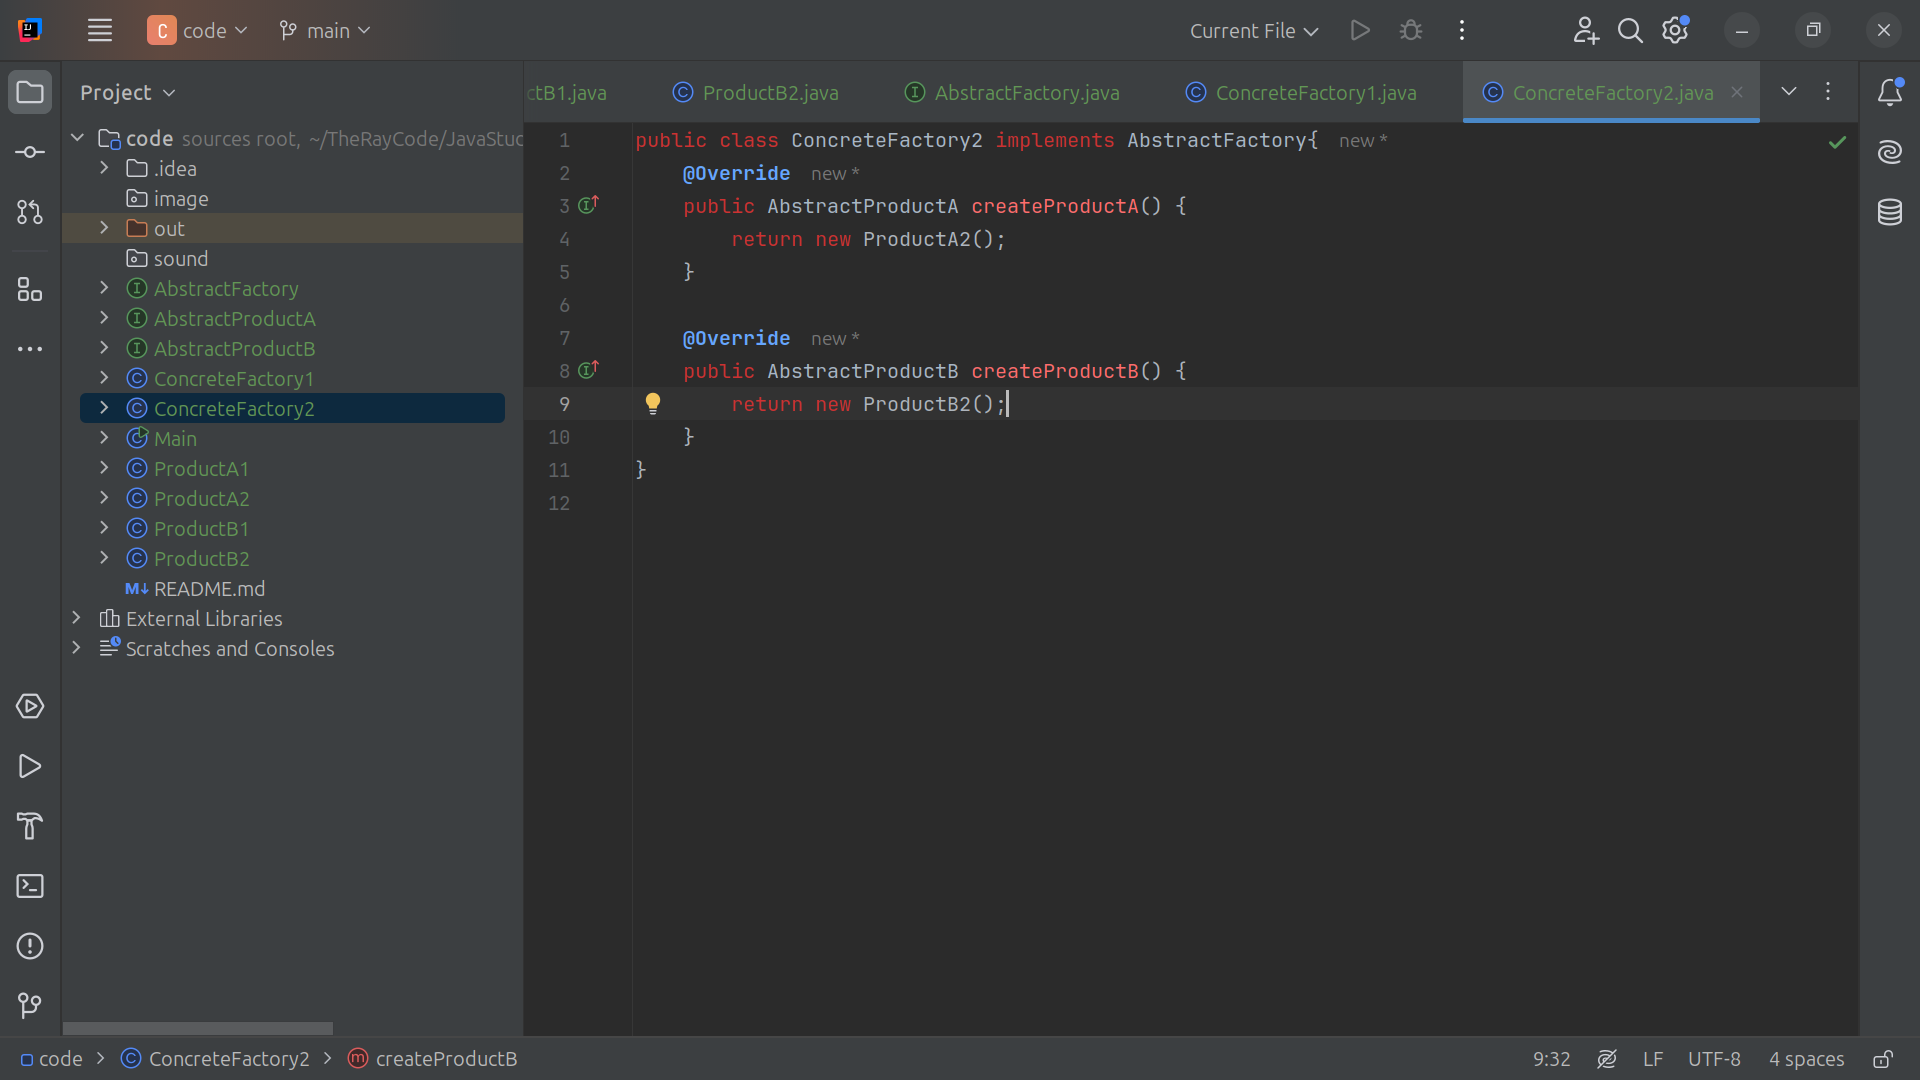 C code main Current File
Project
code sources root, ~/TheRayCode/JavaStud
.idea
image
out
sound
AbstractFactory
AbstractProductA
AbstractProductB
ConcreteFactory1
ConcreteFactory2
Main
ProductA1
ProductA2
ProductB1
ProductB2
README.md
External Libraries
Scratches and Consoles
ctB1.java ProductB2.java AbstractFactory.java ConcreteFactory1.java ConcreteFactory2.java
1 public class ConcreteFactory2 implements AbstractFactory{ new *
2 @Override new *
3 public AbstractProductA createProductA() {
4 return new ProductA2();
5 }
6
7 @Override new *
8 public AbstractProductB createProductB() {
9 return new ProductB2();
10 }
11 }
12
code > ConcreteFactory2 > createProductB 9:32 LF UTF-8 4 spaces